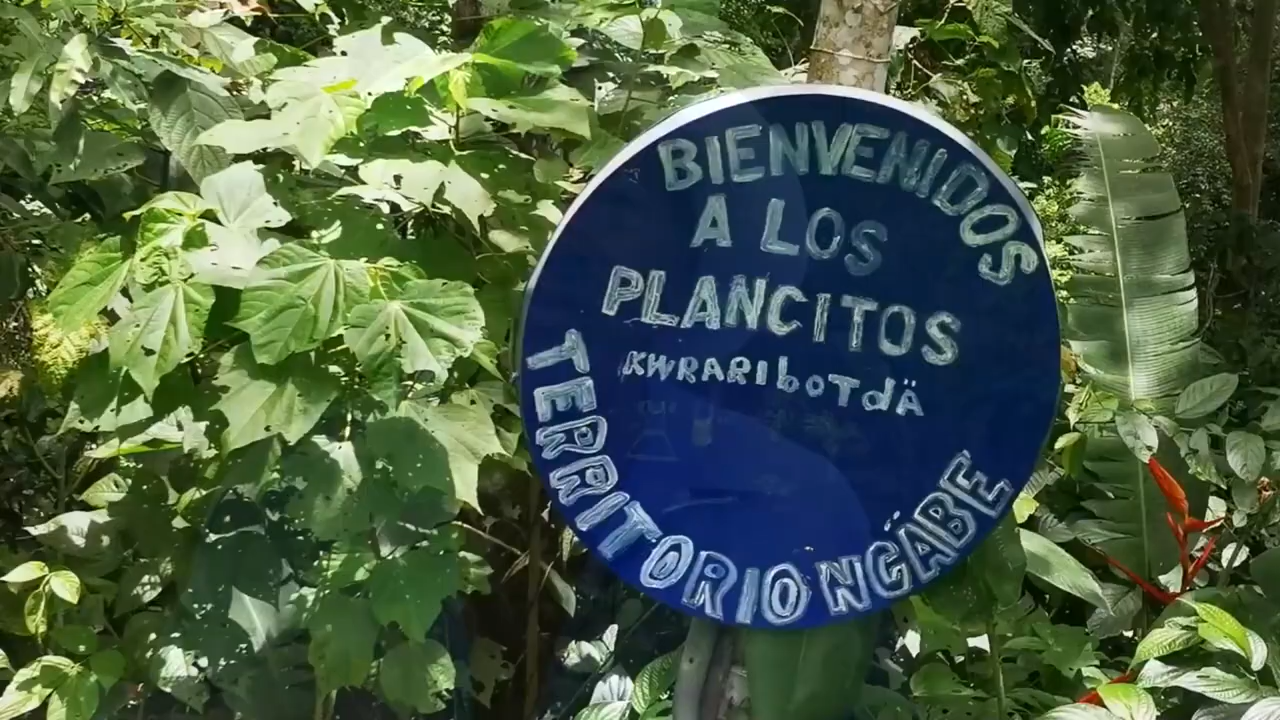 BIENVENIDOS
A LOS
PLANCITOS
KWRARIboTdÄ
TERRITORIO NGÄBE